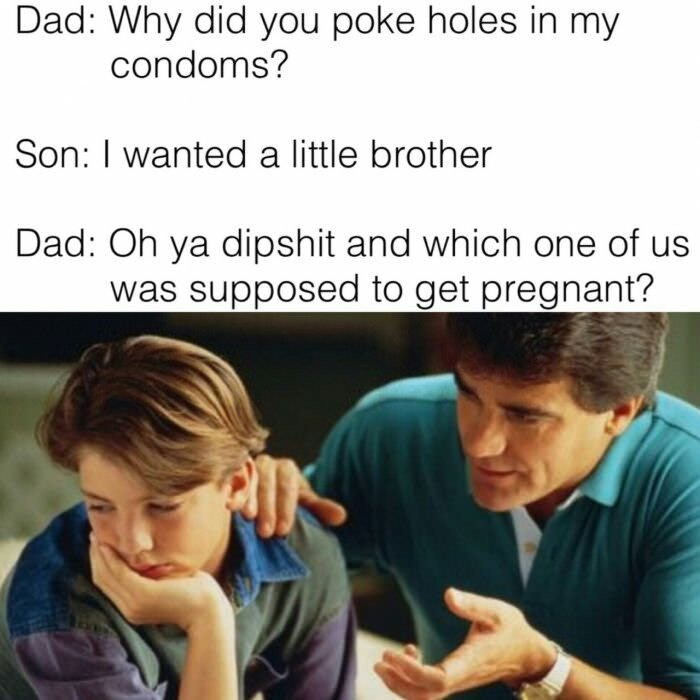 Dad: Why did you poke holes in my
condoms?
Son: I wanted a little brother
Dad: Oh ya dipshit and which one of us
was supposed to get pregnant?